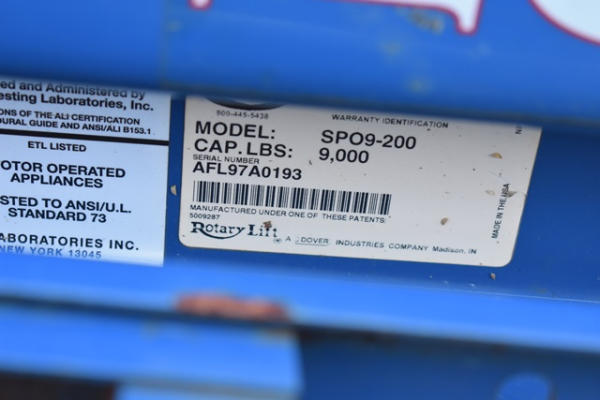 ed and Administered by
esting Laboratories, Inc.
ONS OF THE ALI CERTIFICATION
DURAL GUIDE AND ANSI/ALI B153.1
ETL LISTED
OTOR OPERATED
APPLIANCES
STED TO ANSI/U.L.
STANDARD 73
ABORATORIES INC.
NEW YORK 13045
800-445-5438
WARRANTY IDENTIFICATION
MODEL: SPO9-200
CAP. LBS: 9,000
SERIAL NUMBER
AFL97A0193
MANUFACTURED UNDER ONE OF THESE PATENTS:
5009287
Rotary Lift A DOVER INDUSTRIES COMPANY Madison, IN
MADE IN THE USA